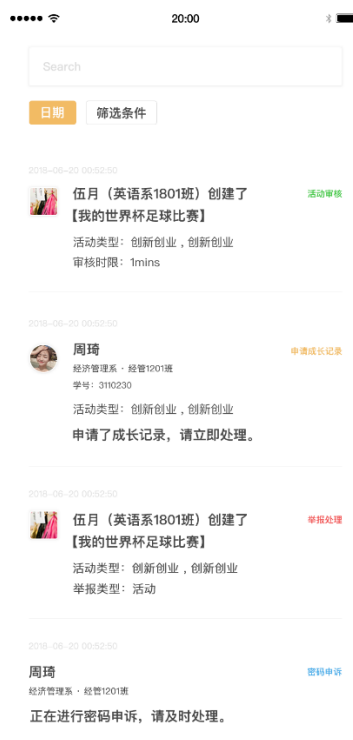 20:00
Search
日期 筛选条件
2018-06-20 00:52:50
伍月（英语系1801班）创建了 活动审核
【我的世界杯足球比赛】
活动类型：创新创业，创新创业
审核时限：1mins
2018-06-20 00:52:50
周琦 申请成长记录
经济管理系 · 经管1201班
学号：3110230
活动类型：创新创业，创新创业
申请了成长记录，请立即处理。
2018-06-20 00:52:50
伍月（英语系1801班）创建了 举报处理
【我的世界杯足球比赛】
活动类型：创新创业，创新创业
举报类型：活动
2018-06-20 00:52:50
周琦 密码申诉
经济管理系 · 经管1201班
正在进行密码申诉，请及时处理。